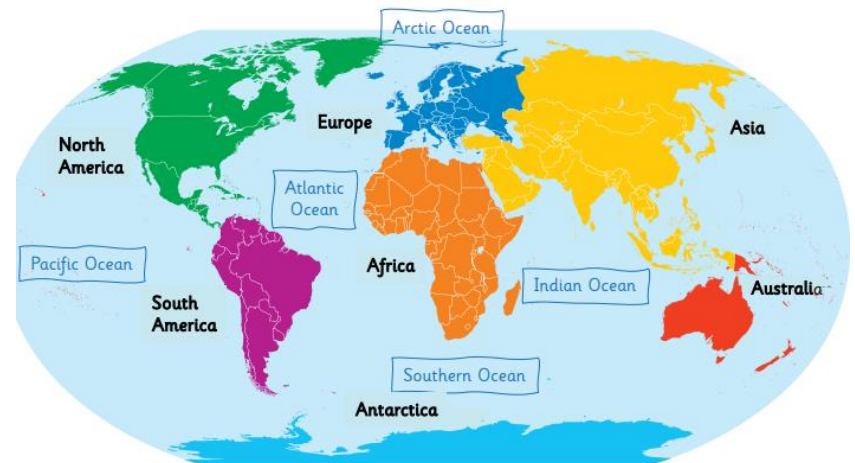 Arctic Ocean
Europe
Asia
North
America
Atlantic
Ocean
Pacific Ocean
Africa
Indian Ocean
South
America
Australia
Southern Ocean
Antarctica